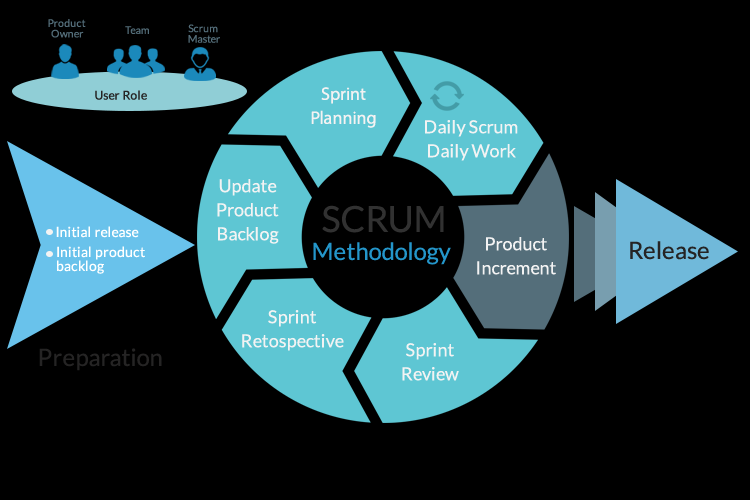 Product
Owner
Team
Scrum
Master
User Role
Sprint
Planning
Daily Scrum
Daily Work
Update
Product
Backlog
SCRUM
Methodology
Product
Increment
Release
Initial release
Initial product
backlog
Sprint
Retospective
Sprint
Review
Preparation